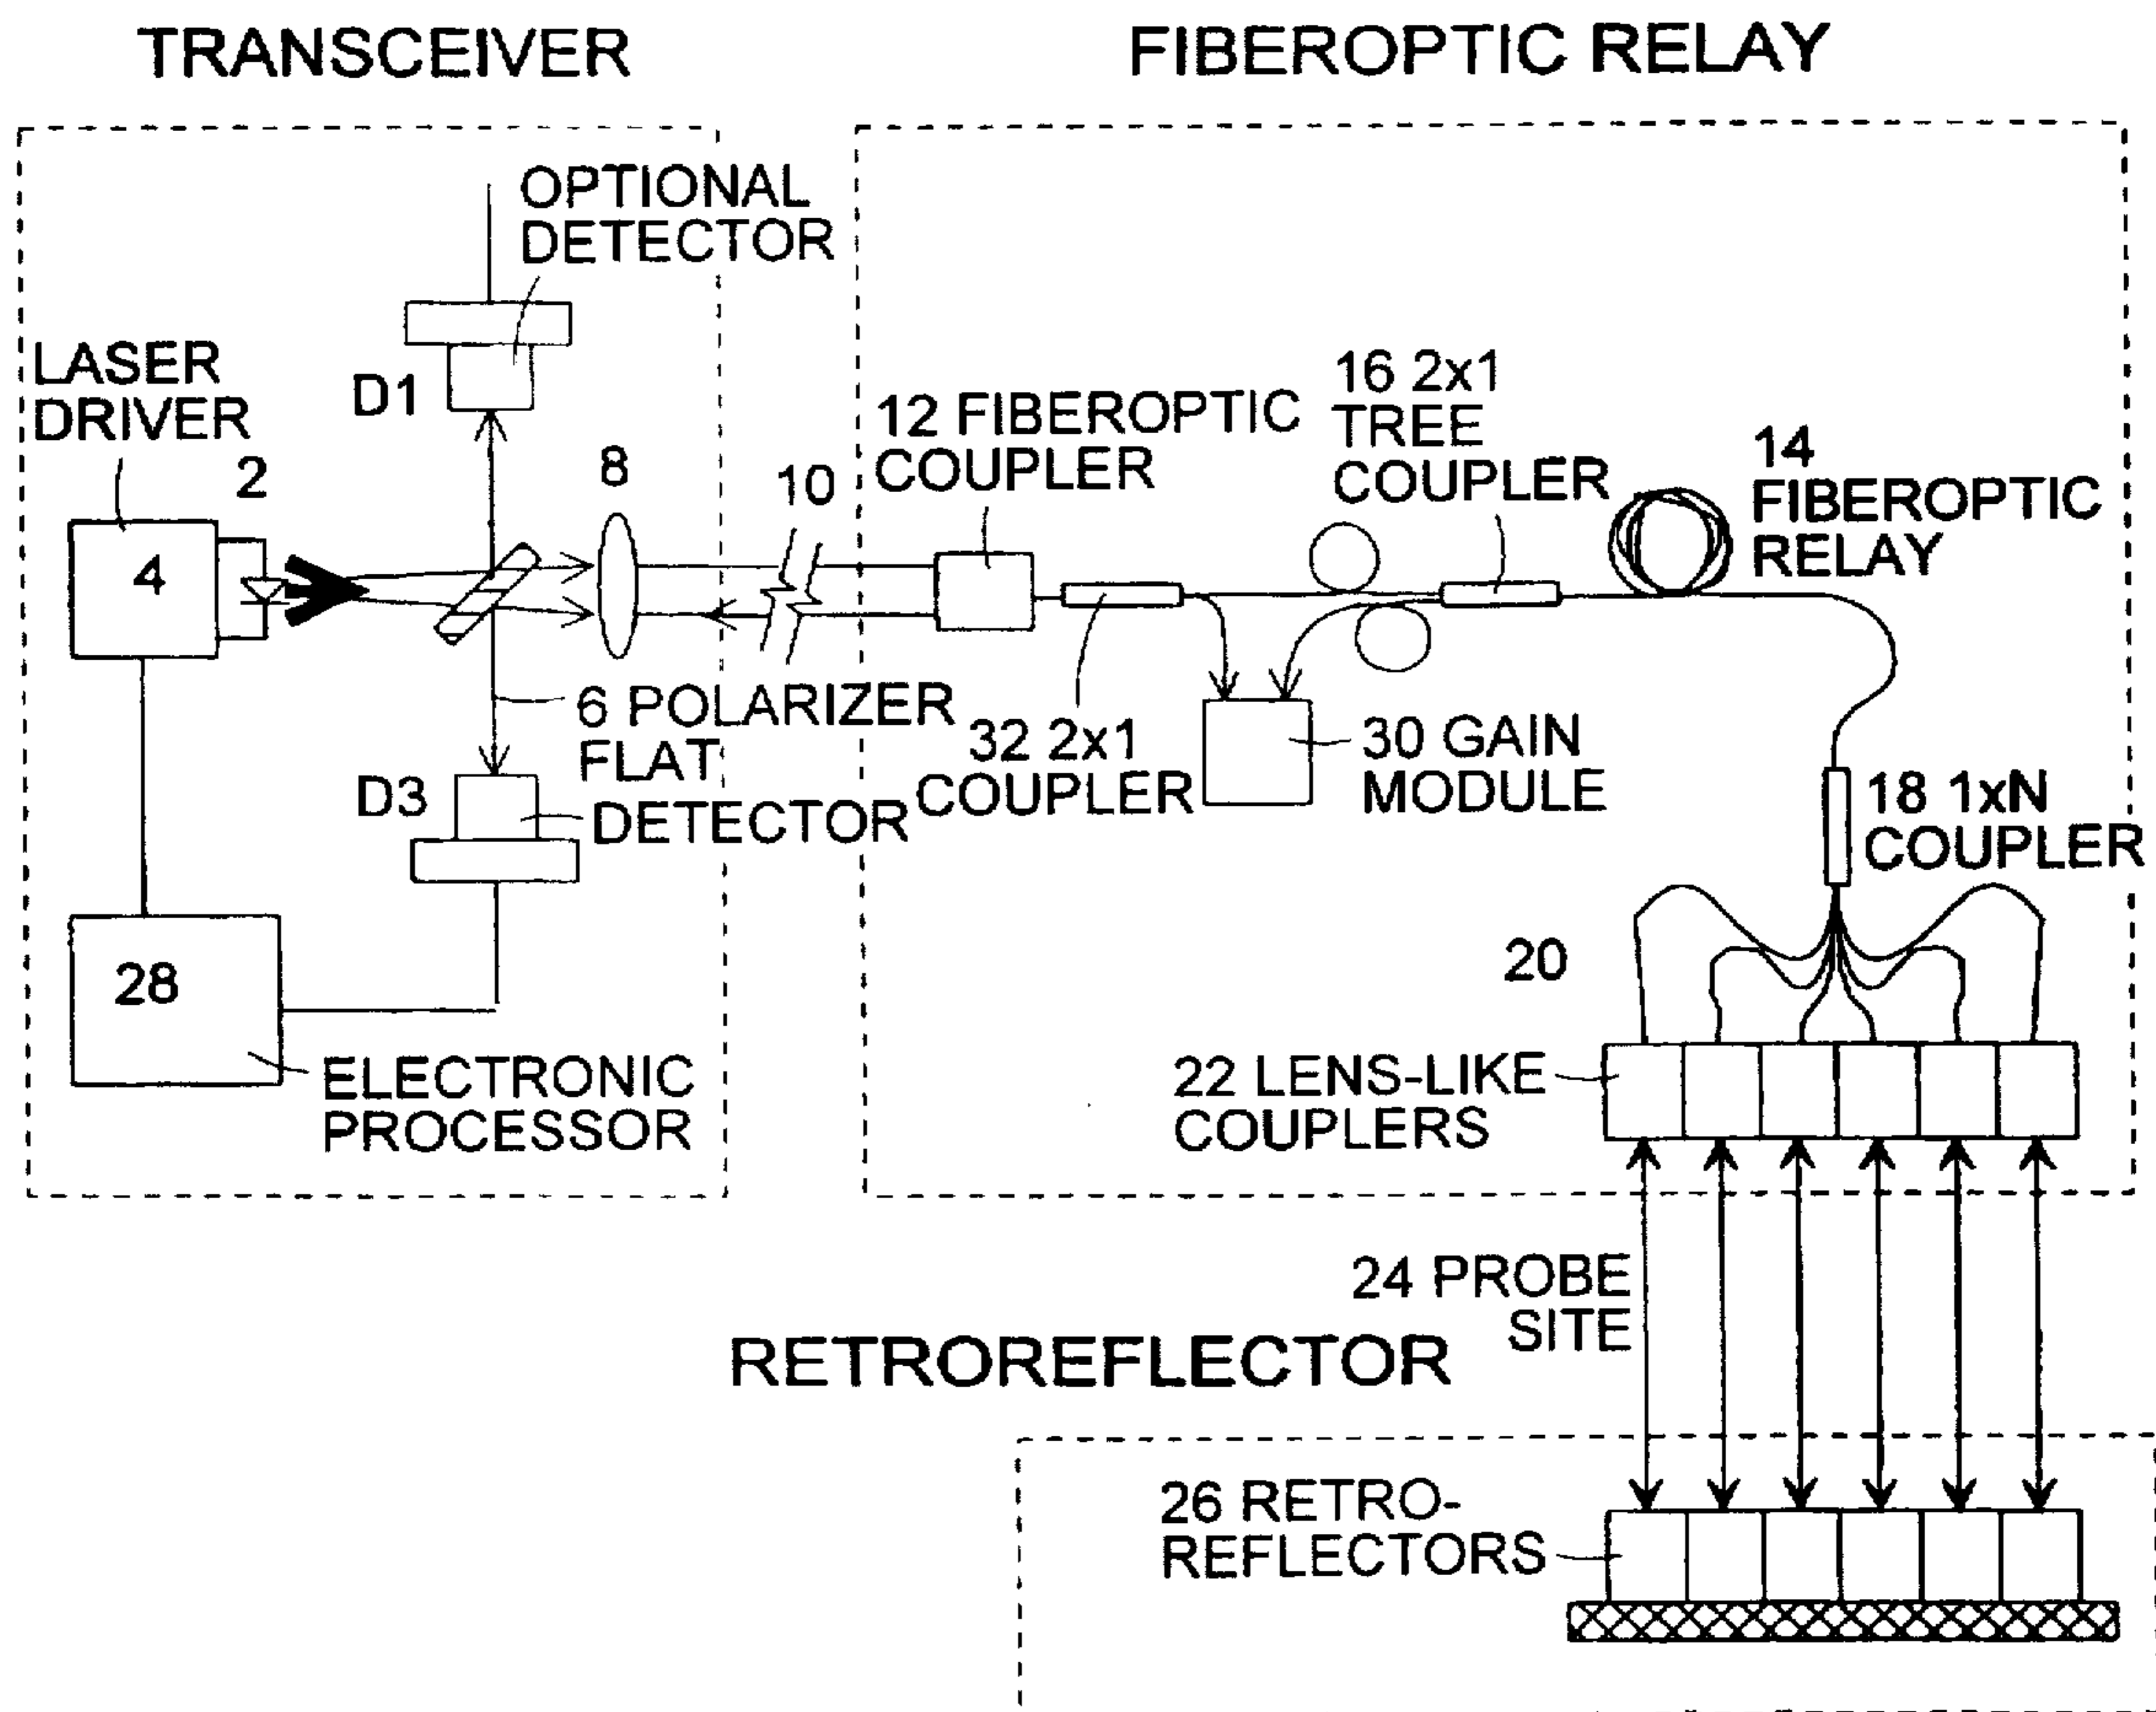 TRANSCEIVER
FIBEROPTIC RELAY
OPTIONAL
DETECTOR
LASER
DRIVER
2
4
D1
8
10
12 FIBEROPTIC
COUPLER
16 2x1
TREE
COUPLER
14
FIBEROPTIC
RELAY
6 POLARIZER
FLAT
D3
DETECTOR
32 2x1
COUPLER
30 GAIN
MODULE
18 1xN
COUPLER
20
28
ELECTRONIC
PROCESSOR
22 LENS-LIKE
COUPLERS
24 PROBE
SITE
RETROREFLECTOR
26 RETRO-
REFLECTORS